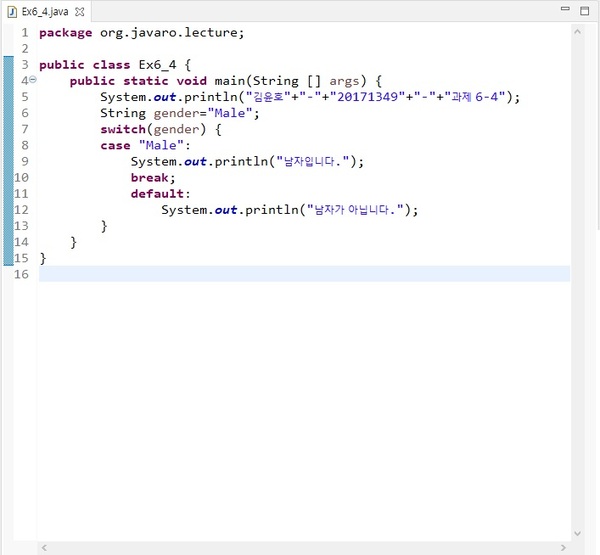 Ex6_4.java
1 package org.javaro.lecture;
2
3 public class Ex6_4 {
4 public static void main(String [] args) {
5 System.out.println("김윤호"+"-"+"20171349"+"-"+"과제 6-4");
6 String gender="Male";
7 switch(gender) {
8 case "Male":
9 System.out.println("남자입니다.");
10 break;
11 default:
12 System.out.println("남자가 아닙니다.");
13 }
14 }
15 }
16